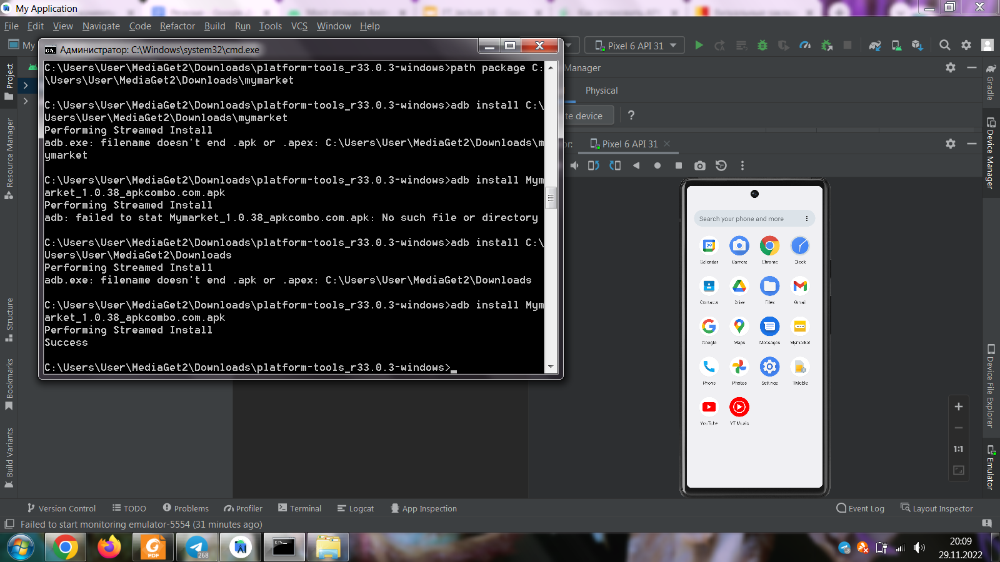 My Application
File Edit View Navigate Code Refactor Build Run Tools VCS Window Help
My
Pixel 6 API 31
Администратор: C:\Windows\system32\cmd.exe
C:\Users\User\MediaGet2\Downloads\platform-tools_r33.0.3-windows>path package C:
\Users\User\MediaGet2\Downloads\mymarket
C:\Users\User\MediaGet2\Downloads\platform-tools_r33.0.3-windows>adb install C:\
Users\User\MediaGet2\Downloads\mymarket
Performing Streamed Install
adb.exe: filename doesn't end .apk or .apex: C:\Users\User\MediaGet2\Downloads\m
ymarket
C:\Users\User\MediaGet2\Downloads\platform-tools_r33.0.3-windows>adb install Mym
arket_1.0.38_apkcombo.com.apk
Performing Streamed Install
adb: failed to stat Mymarket_1.0.38_apkcombo.com.apk: No such file or directory
C:\Users\User\MediaGet2\Downloads\platform-tools_r33.0.3-windows>adb install C:\
Users\User\MediaGet2\Downloads
Performing Streamed Install
adb.exe: filename doesn't end .apk or .apex: C:\Users\User\MediaGet2\Downloads
C:\Users\User\MediaGet2\Downloads\platform-tools_r33.0.3-windows>adb install Mym
arket_1.0.38_apkcombo.com.apk
Performing Streamed Install
Success
C:\Users\User\MediaGet2\Downloads\platform-tools_r33.0.3-windows>
Manager
Physical
te device ?
or: Pixel 6 API 31
Search your phone and more
29
Calendar Camera Chrome Clock
Contacts Drive Files Gmail
Google Maps Messages Mymarket
Phone Photos Settings TMoble
YouTube YT Music
1:1
Project
Resource Manager
Structure
Bookmarks
Build Variants
Gradle
Device Manager
Device File Explorer
Emulator
Version Control TODO Problems Profiler Terminal Logcat App Inspection Event Log Layout Inspector
Failed to start monitoring emulator-5554 (31 minutes ago)
PDF
268
20:09
29.11.2022